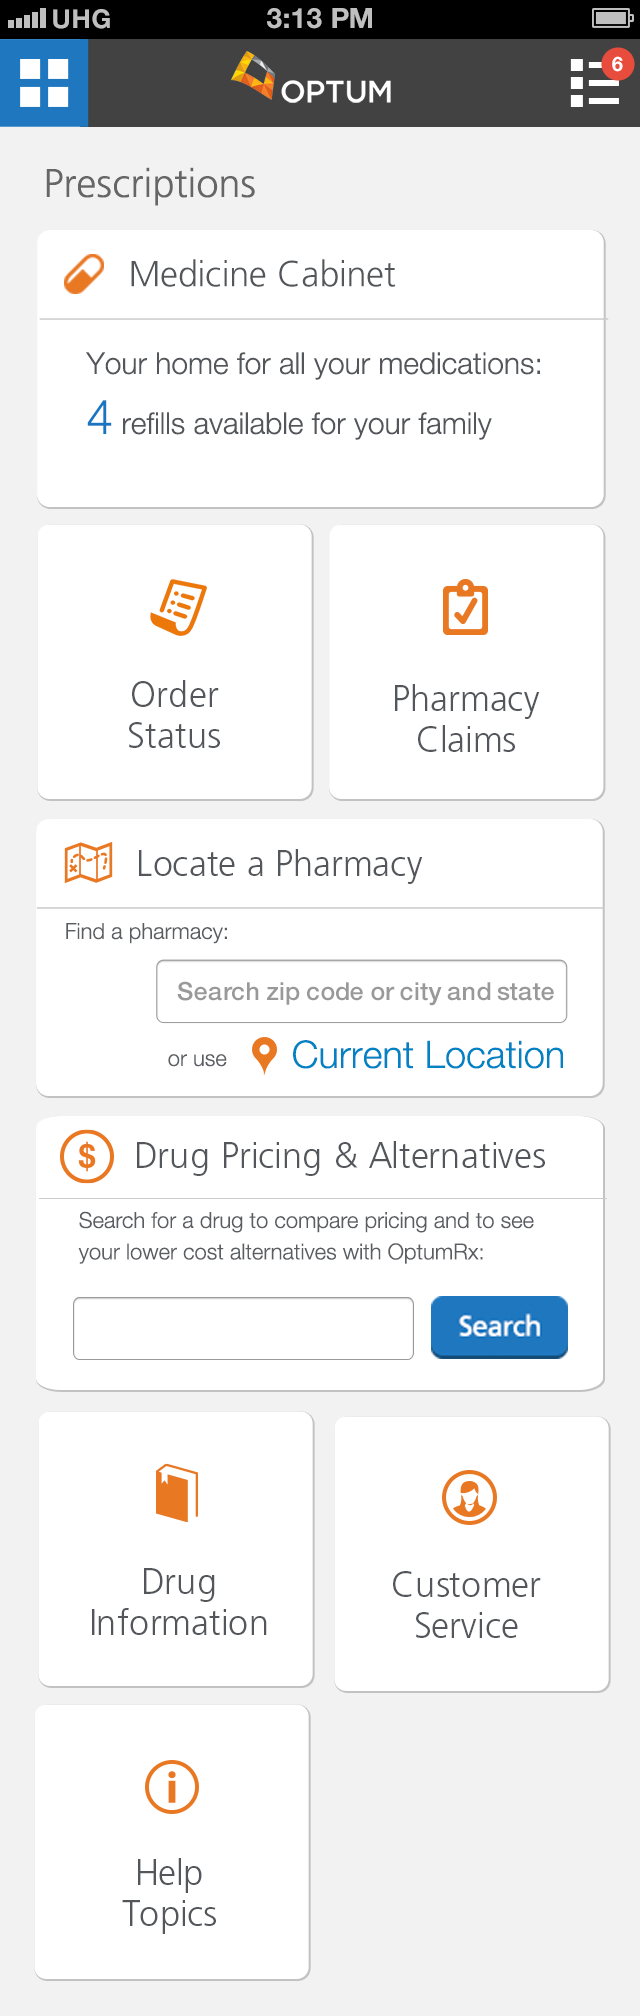 UHG 3:13 PM
OPTUM 6
Prescriptions
Medicine Cabinet
Your home for all your medications:
4 refills available for your family
Order
Status
Pharmacy
Claims
Locate a Pharmacy
Find a pharmacy:
Search zip code or city and state
or use Current Location
$ Drug Pricing & Alternatives
Search for a drug to compare pricing and to see
your lower cost alternatives with OptumRx:
Search
Drug
Information
Customer
Service
i
Help
Topics